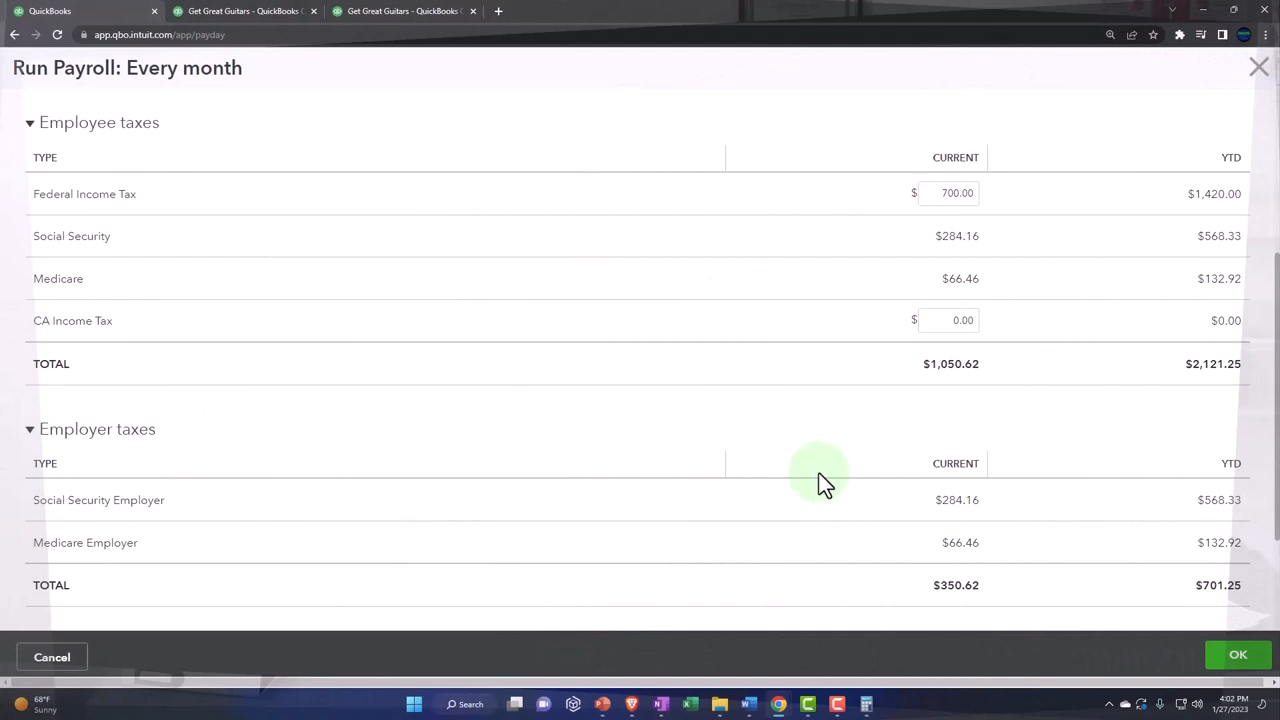 QuickBooks
Get Great Guitars - QuickBooks C
Get Great Guitars - QuickBooks C
app.qbo.intuit.com/app/payday
Run Payroll: Every month
Employee taxes
TYPE CURRENT YTD
Federal Income Tax $ 700.00 $1,420.00
Social Security $284.16 $568.33
Medicare $66.46 $132.92
CA Income Tax $ 0.00 $0.00
TOTAL $1,050.62 $2,121.25
Employer taxes
TYPE CURRENT YTD
Social Security Employer $284.16 $568.33
Medicare Employer $66.46 $132.92
TOTAL $350.62 $701.25
Cancel OK
68°F
Sunny
Search
4:02 PM
1/27/2023